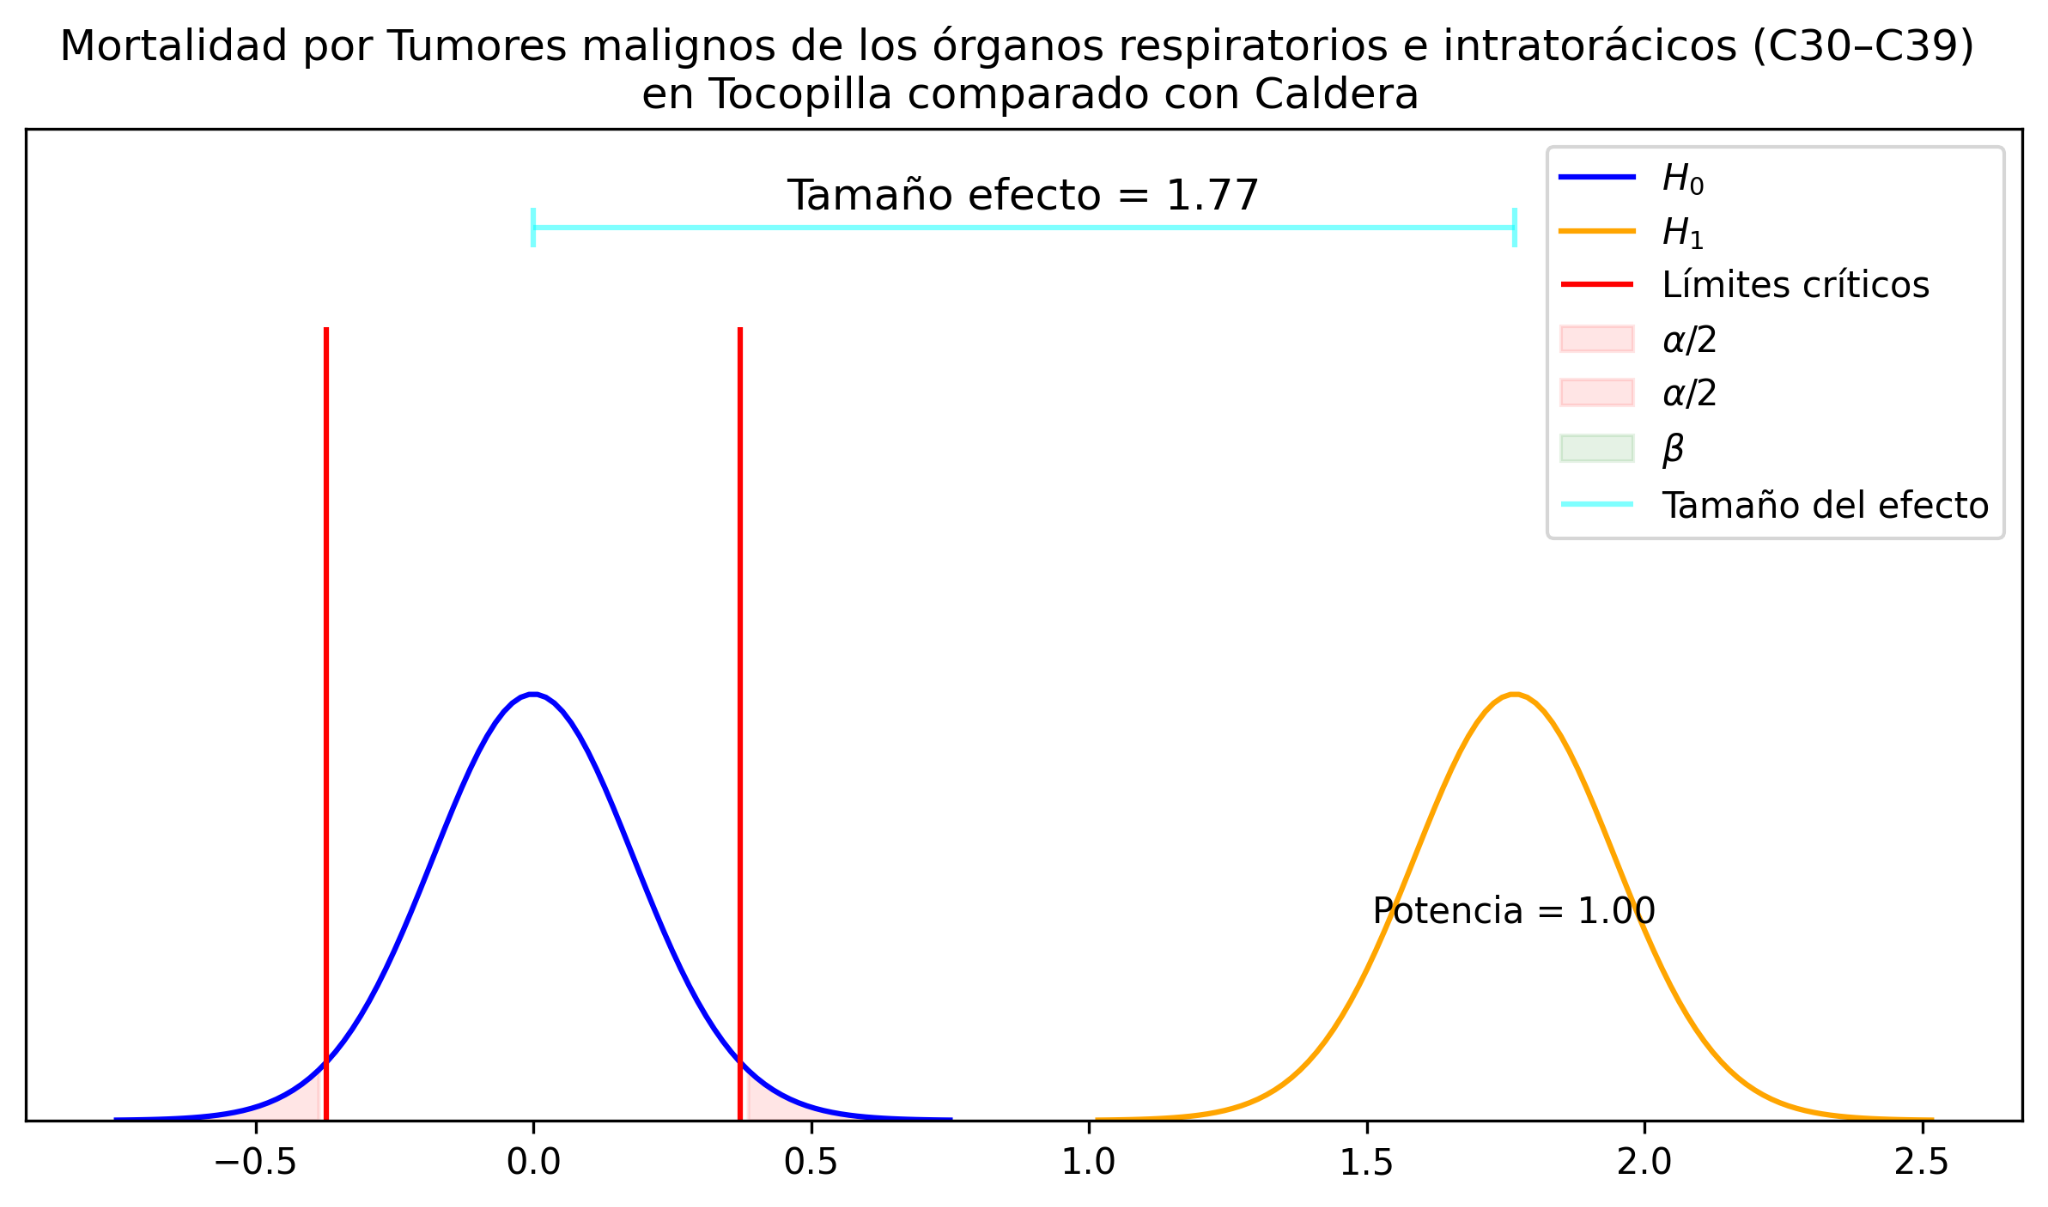 Mortalidad por Tumores malignos de los órganos respiratorios e intratorácicos (C30–C39)
en Tocopilla comparado con Caldera
Tamaño efecto = 1.77
H₀
H₁
Límites críticos
α/2
α/2
β
Tamaño del efecto
Potencia = 1.00
−0.5 0.0 0.5 1.0 1.5 2.0 2.5